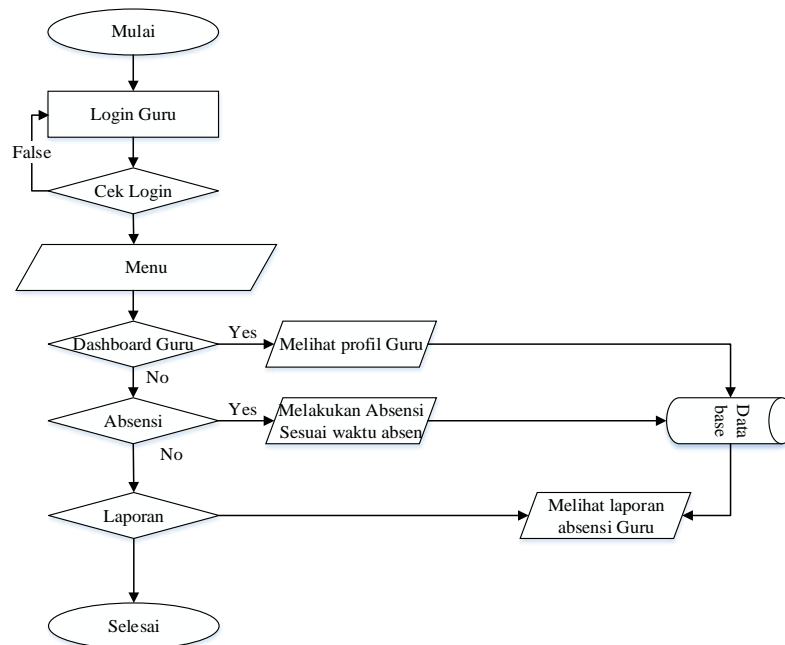 Mulai
Login Guru
False
Cek Login
Menu
Dashboard Guru
Yes
Melihat profil Guru
No
Absensi
Yes
Melakukan Absensi
Sesuai waktu absen
Data
base
No
Laporan
Melihat laporan
absensi Guru
Selesai